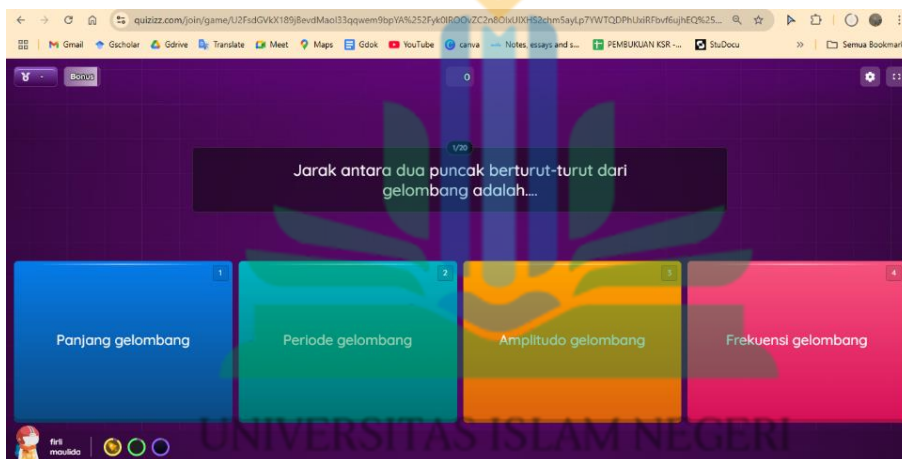 quizizz.com/join/game/U2FsdGVkX189jBevdMaol33qqwem9bpYA%252Fyk0lROOvZC2n8OlxUIXHS2chm5ayLp7YWTQDPhUxiRFbvf6ujhEQ%25...
Gmail Gscholar Gdrive Translate Meet Maps Gdok YouTube canva Notes, essays and s... PEMBUKUAN KSR -... StuDocu » Semua Bookmark
Bonus 0
1/20
Jarak antara dua puncak berturut-turut dari
gelombang adalah....
1 2 3 4
Panjang gelombang Periode gelombang Amplitudo gelombang Frekuensi gelombang
UNIVERSITAS ISLAM NEGERI
firli
maulida